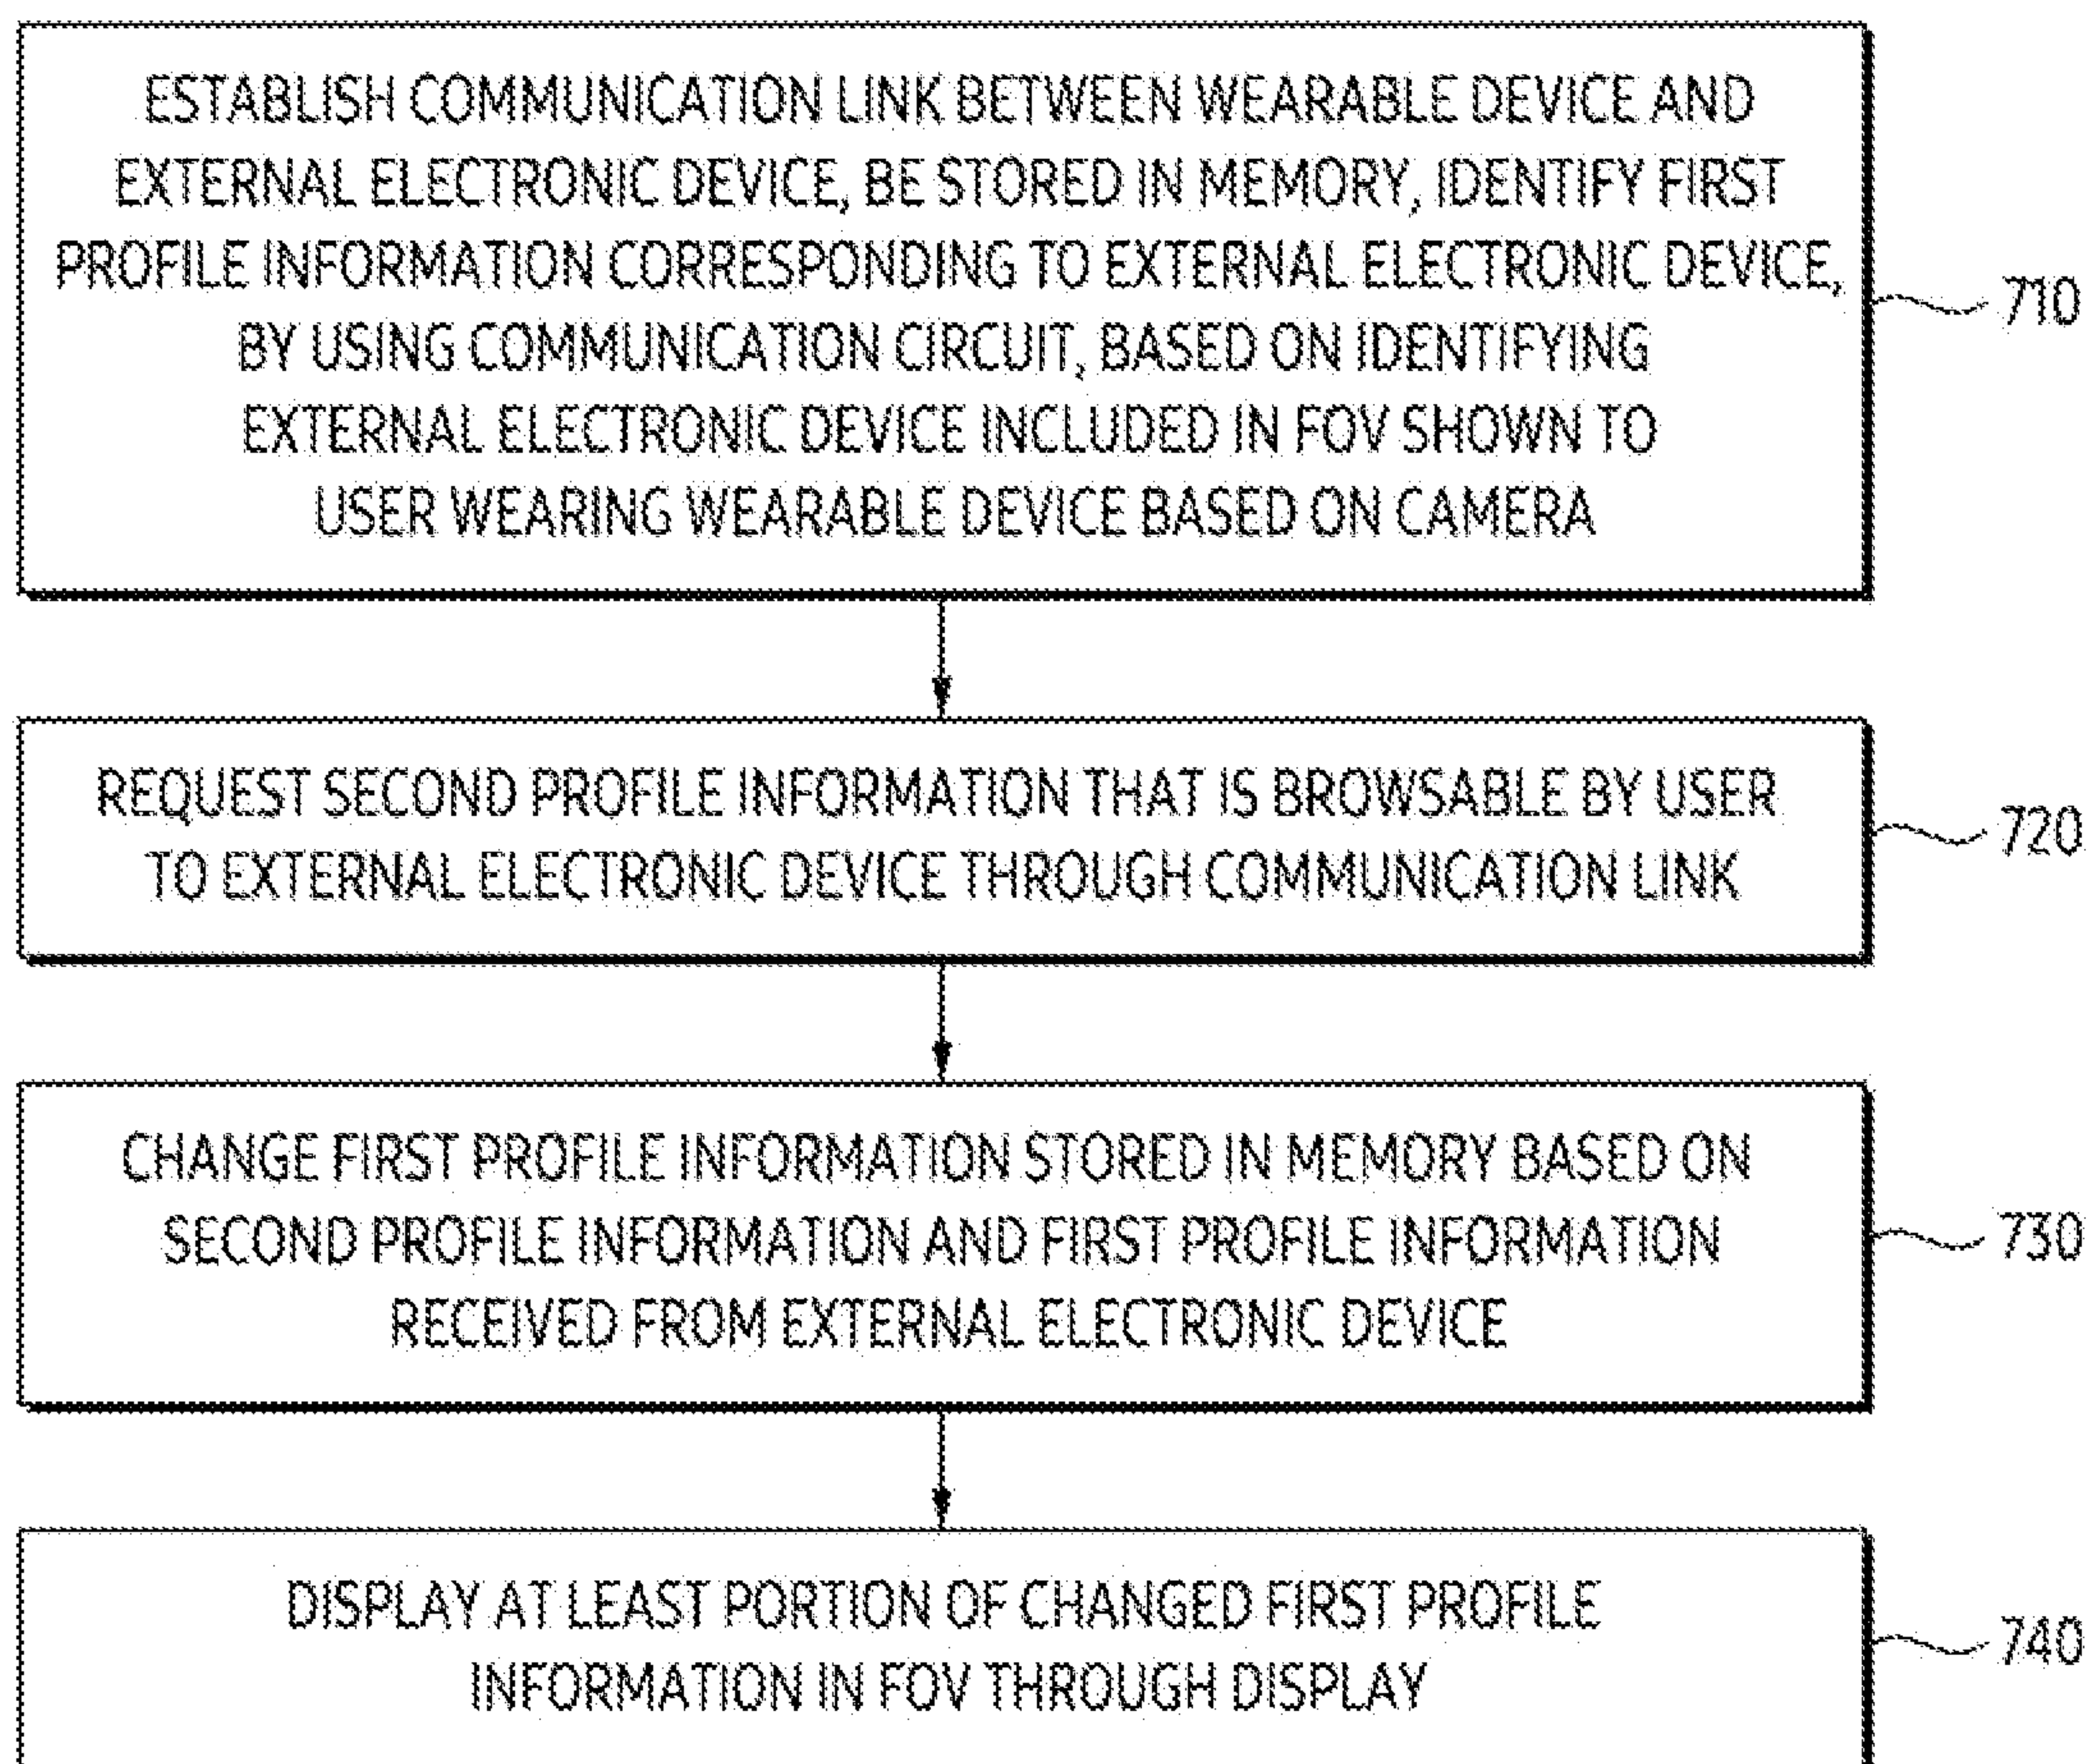 ESTABLISH COMMUNICATION LINK BETWEEN WEARABLE DEVICE AND
EXTERNAL ELECTRONIC DEVICE, BE STORED IN MEMORY, IDENTIFY FIRST
PROFILE INFORMATION CORRESPONDING TO EXTERNAL ELECTRONIC DEVICE,
BY USING COMMUNICATION CIRCUIT, BASED ON IDENTIFYING
EXTERNAL ELECTRONIC DEVICE INCLUDED IN FOV SHOWN TO
USER WEARING WEARABLE DEVICE BASED ON CAMERA
710
REQUEST SECOND PROFILE INFORMATION THAT IS BROWSABLE BY USER
TO EXTERNAL ELECTRONIC DEVICE THROUGH COMMUNICATION LINK
720
CHANGE FIRST PROFILE INFORMATION STORED IN MEMORY BASED ON
SECOND PROFILE INFORMATION AND FIRST PROFILE INFORMATION
RECEIVED FROM EXTERNAL ELECTRONIC DEVICE
730
DISPLAY AT LEAST PORTION OF CHANGED FIRST PROFILE
INFORMATION IN FOV THROUGH DISPLAY
740